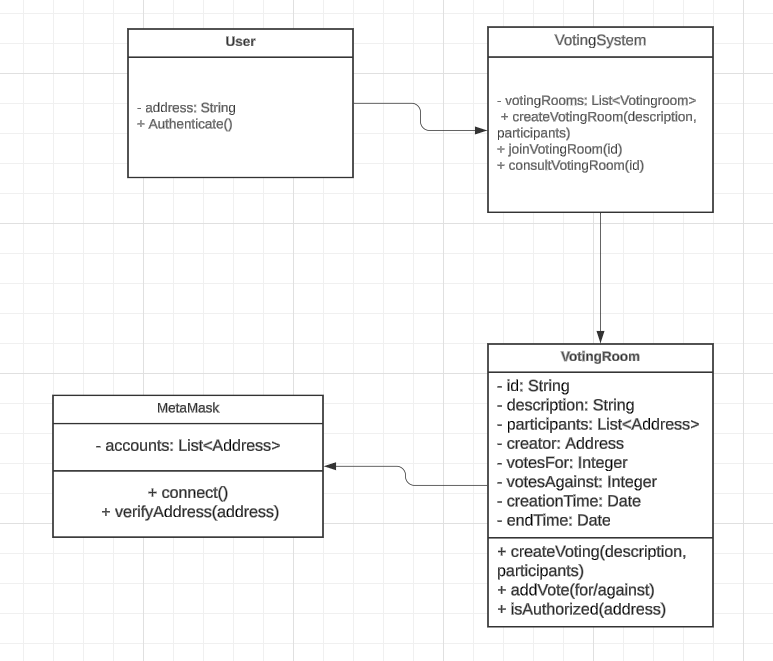 User
- address: String
+ Authenticate()
VotingSystem
- votingRooms: List<Votingroom>
+ createVotingRoom(description,
participants)
+ joinVotingRoom(id)
+ consultVotingRoom(id)
VotingRoom
- id: String
- description: String
- participants: List<Address>
- creator: Address
- votesFor: Integer
- votesAgainst: Integer
- creationTime: Date
- endTime: Date
+ createVoting(description,
participants)
+ addVote(for/against)
+ isAuthorized(address)
MetaMask
- accounts: List<Address>
+ connect()
+ verifyAddress(address)